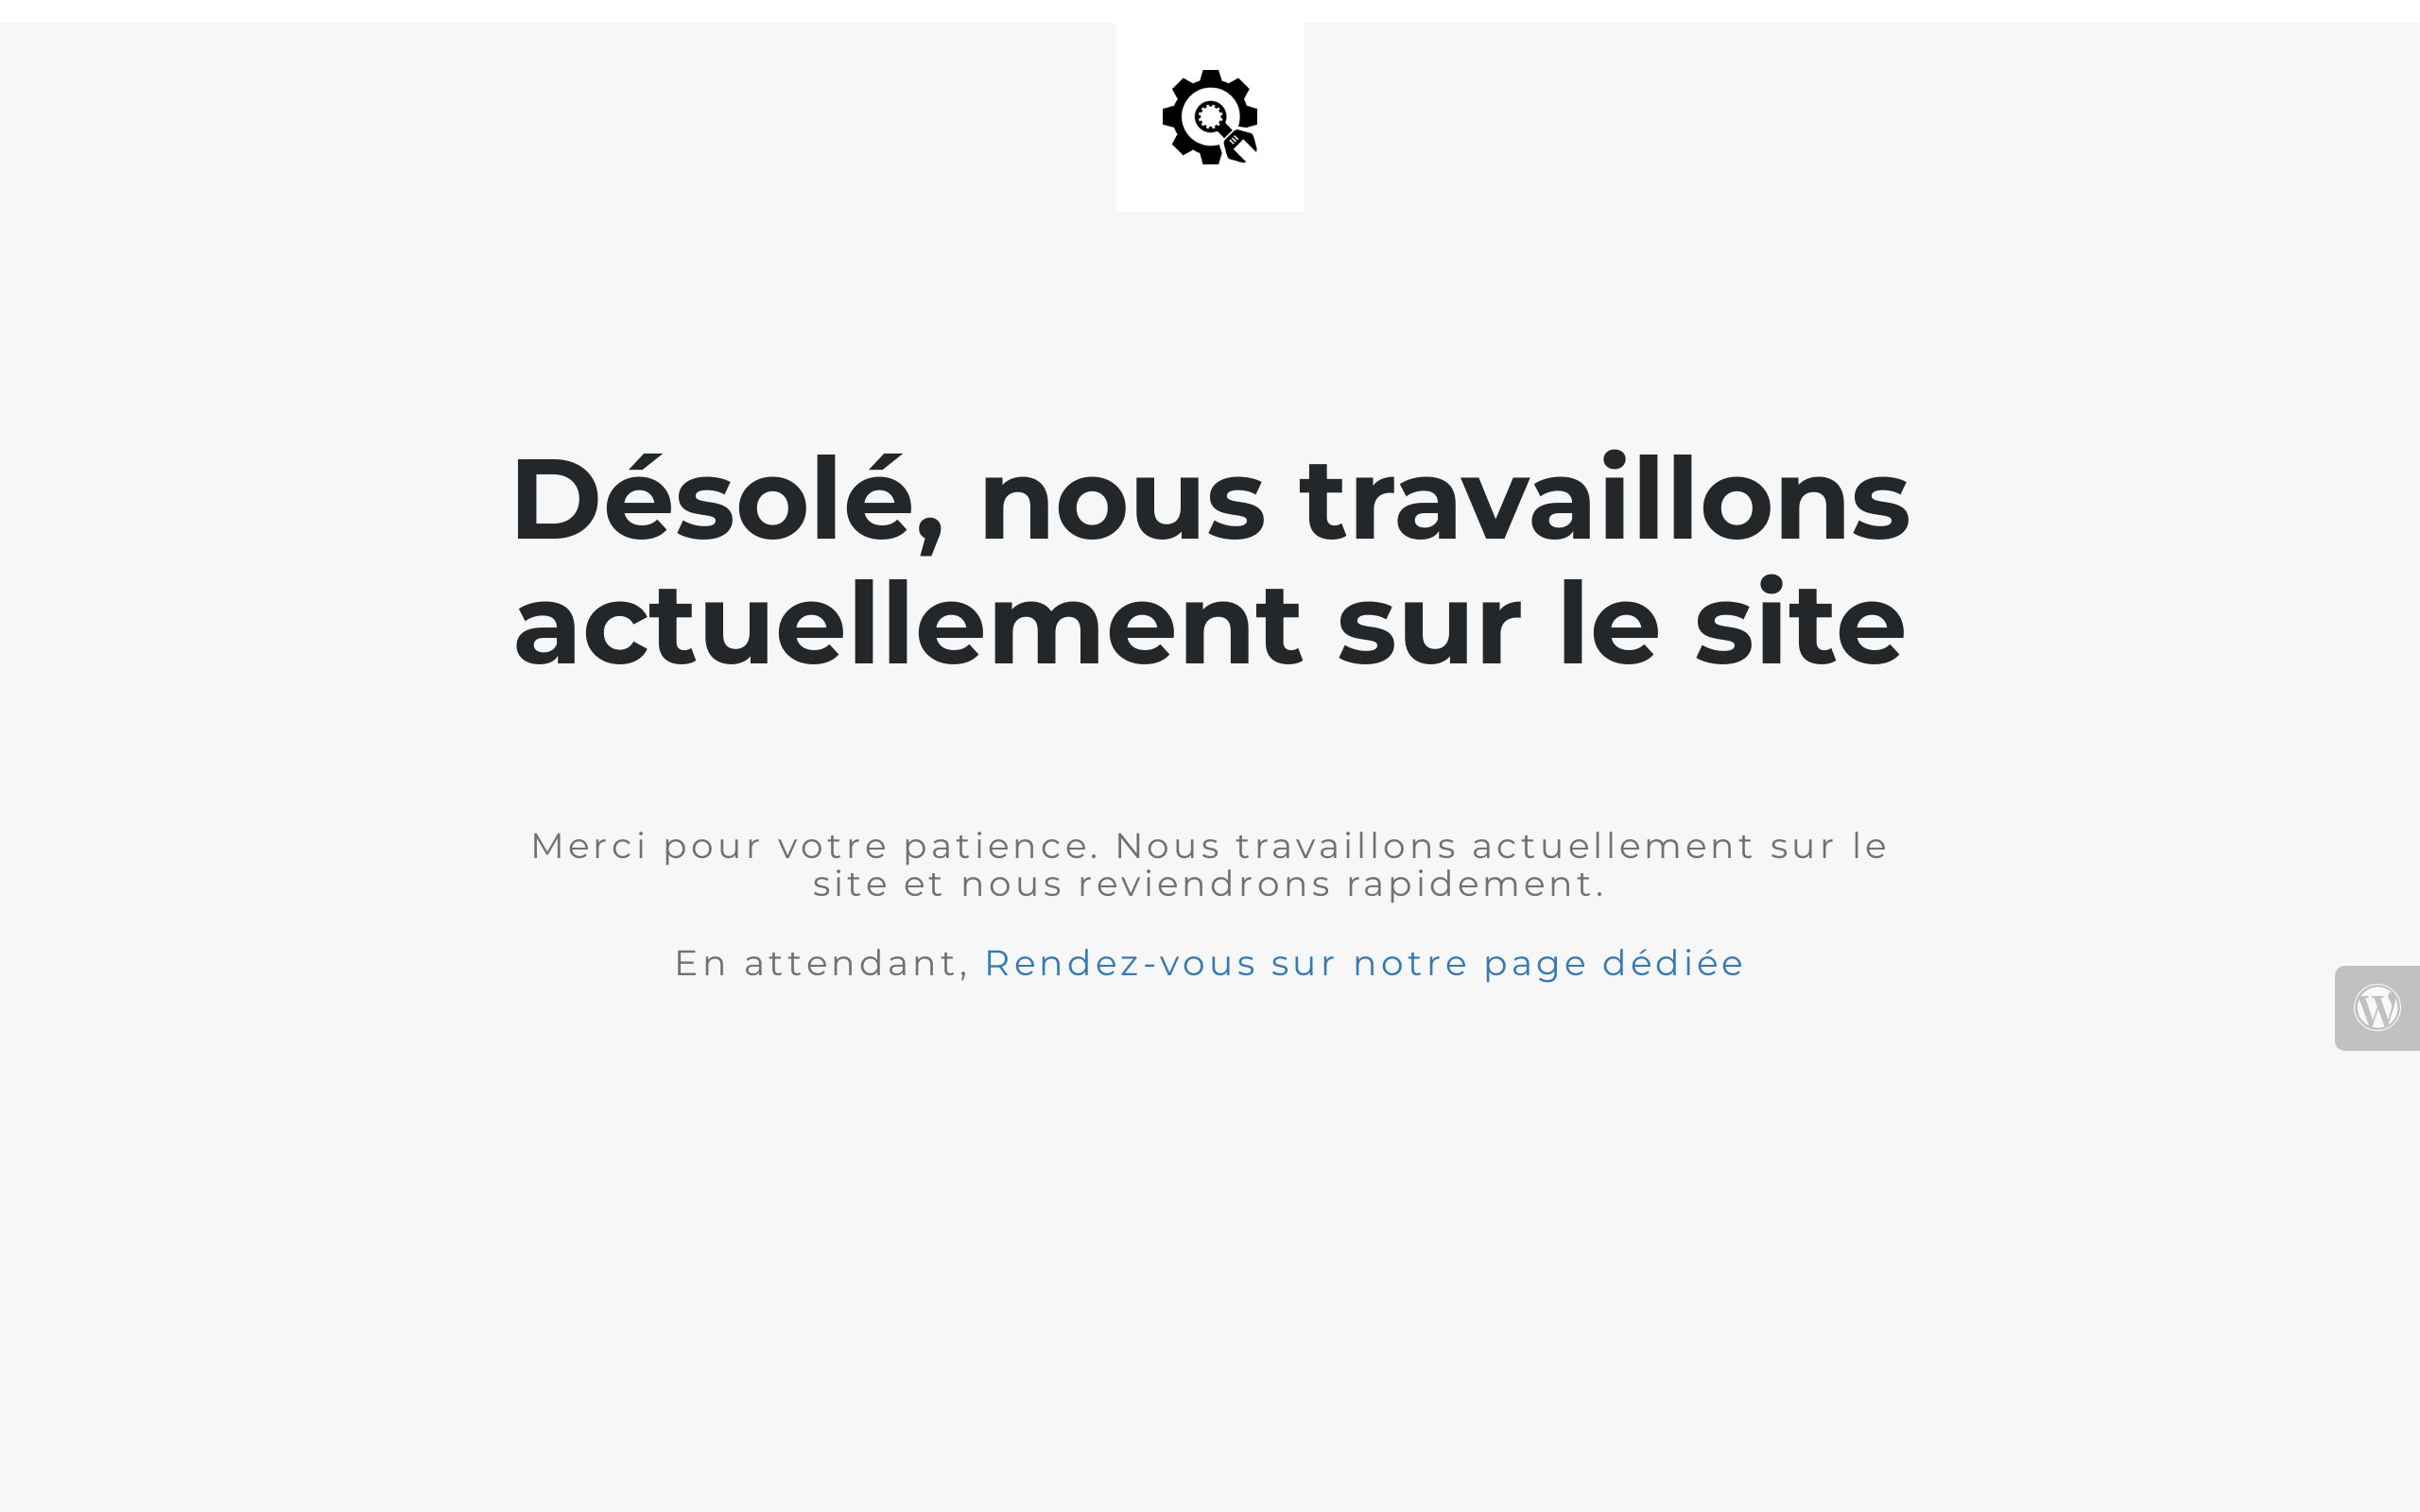 Désolé, nous travaillons
actuellement sur le site
Merci pour votre patience. Nous travaillons actuellement sur le
site et nous reviendrons rapidement.
En attendant, Rendez-vous sur notre page dédiée